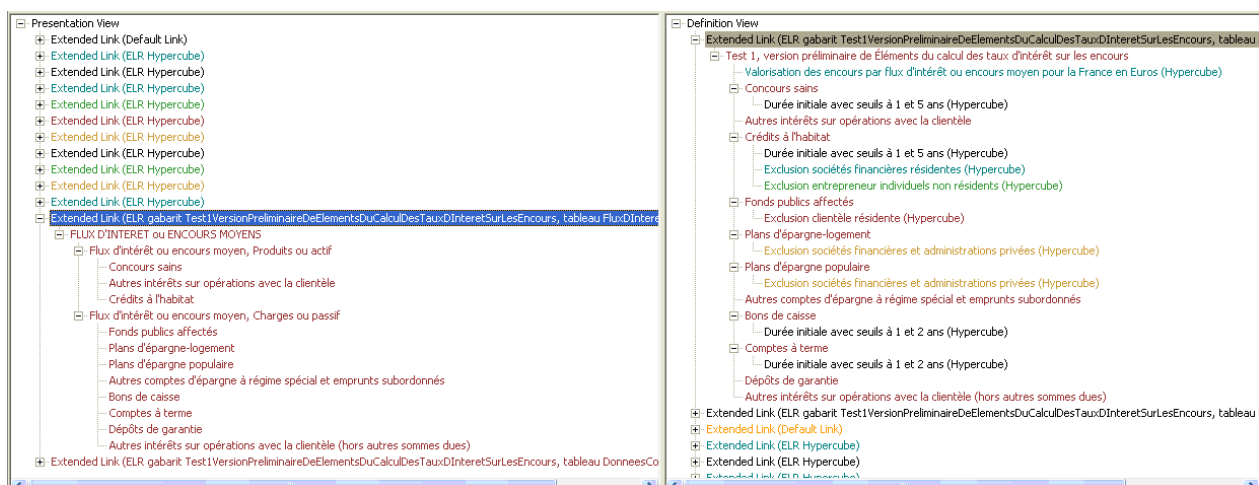 Presentation View
Extended Link (Default Link)
Extended Link (ELR Hypercube)
Extended Link (ELR Hypercube)
Extended Link (ELR Hypercube)
Extended Link (ELR Hypercube)
Extended Link (ELR Hypercube)
Extended Link (ELR Hypercube)
Extended Link (ELR Hypercube)
Extended Link (ELR Hypercube)
Extended Link (ELR Hypercube)
Extended Link (ELR Hypercube)
Extended Link (ELR gabarit Test1VersionPreliminaireDeElementsDuCalculDesTauxDInteretSurLesEncours, tableau FluxDIntere
FLUX D'INTERET ou ENCOURS MOYENS
Flux d'intérêt ou encours moyen, Produits ou actif
Concours sains
Autres intérêts sur opérations avec la clientèle
Crédits à l'habitat
Flux d'intérêt ou encours moyen, Charges ou passif
Fonds publics affectés
Plans d'épargne-logement
Plans d'épargne populaire
Autres comptes d'épargne à régime spécial et emprunts subordonnés
Bons de caisse
Comptes à terme
Dépôts de garantie
Autres intérêts sur opérations avec la clientèle (hors autres sommes dues)
Extended Link (ELR gabarit Test1VersionPreliminaireDeElementsDuCalculDesTauxDInteretSurLesEncours, tableau DonneesCo
Definition View
Extended Link (ELR gabarit Test1VersionPreliminaireDeElementsDuCalculDesTauxDInteretSurLesEncours, tableau
Test 1, version préliminaire de Éléments du calcul des taux d'intérêt sur les encours
Valorisation des encours par flux d'intérêt ou encours moyen pour la France en Euros (Hypercube)
Concours sains
Durée initiale avec seuils à 1 et 5 ans (Hypercube)
Autres intérêts sur opérations avec la clientèle
Crédits à l'habitat
Durée initiale avec seuils à 1 et 5 ans (Hypercube)
Exclusion sociétés financières résidentes (Hypercube)
Exclusion entrepreneur individuels non résidents (Hypercube)
Fonds publics affectés
Exclusion clientèle résidente (Hypercube)
Plans d'épargne-logement
Exclusion sociétés financières et administrations privées (Hypercube)
Plans d'épargne populaire
Exclusion sociétés financières et administrations privées (Hypercube)
Autres comptes d'épargne à régime spécial et emprunts subordonnés
Bons de caisse
Durée initiale avec seuils à 1 et 2 ans (Hypercube)
Comptes à terme
Durée initiale avec seuils à 1 et 2 ans (Hypercube)
Dépôts de garantie
Autres intérêts sur opérations avec la clientèle (hors autres sommes dues)
Extended Link (ELR gabarit Test1VersionPreliminaireDeElementsDuCalculDesTauxDInteretSurLesEncours, tableau
Extended Link (Default Link)
Extended Link (ELR Hypercube)
Extended Link (ELR Hypercube)
Extended Link (ELR Hypercube)